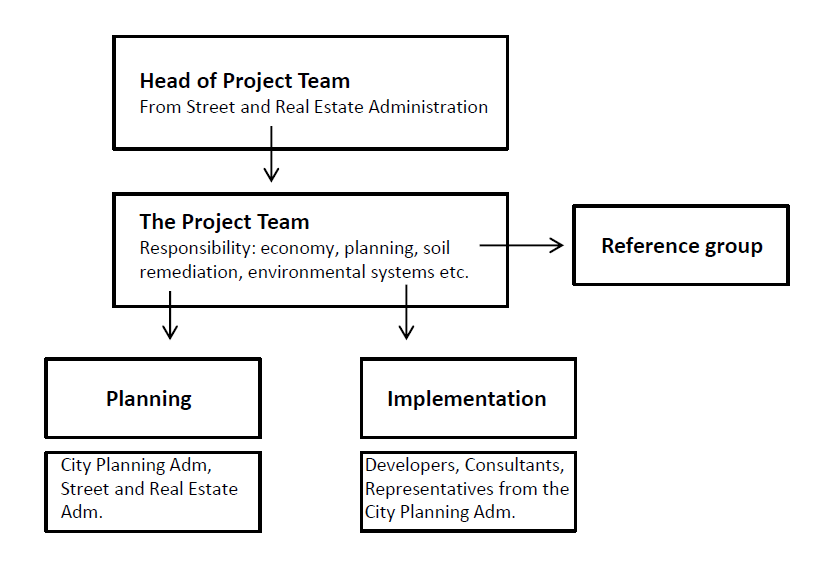 Head of Project Team
From Street and Real Estate Administration
The Project Team
Responsibility: economy, planning, soil
remediation, environmental systems etc.
Reference group
Planning
Implementation
City Planning Adm,
Street and Real Estate
Adm.
Developers, Consultants,
Representatives from the
City Planning Adm.